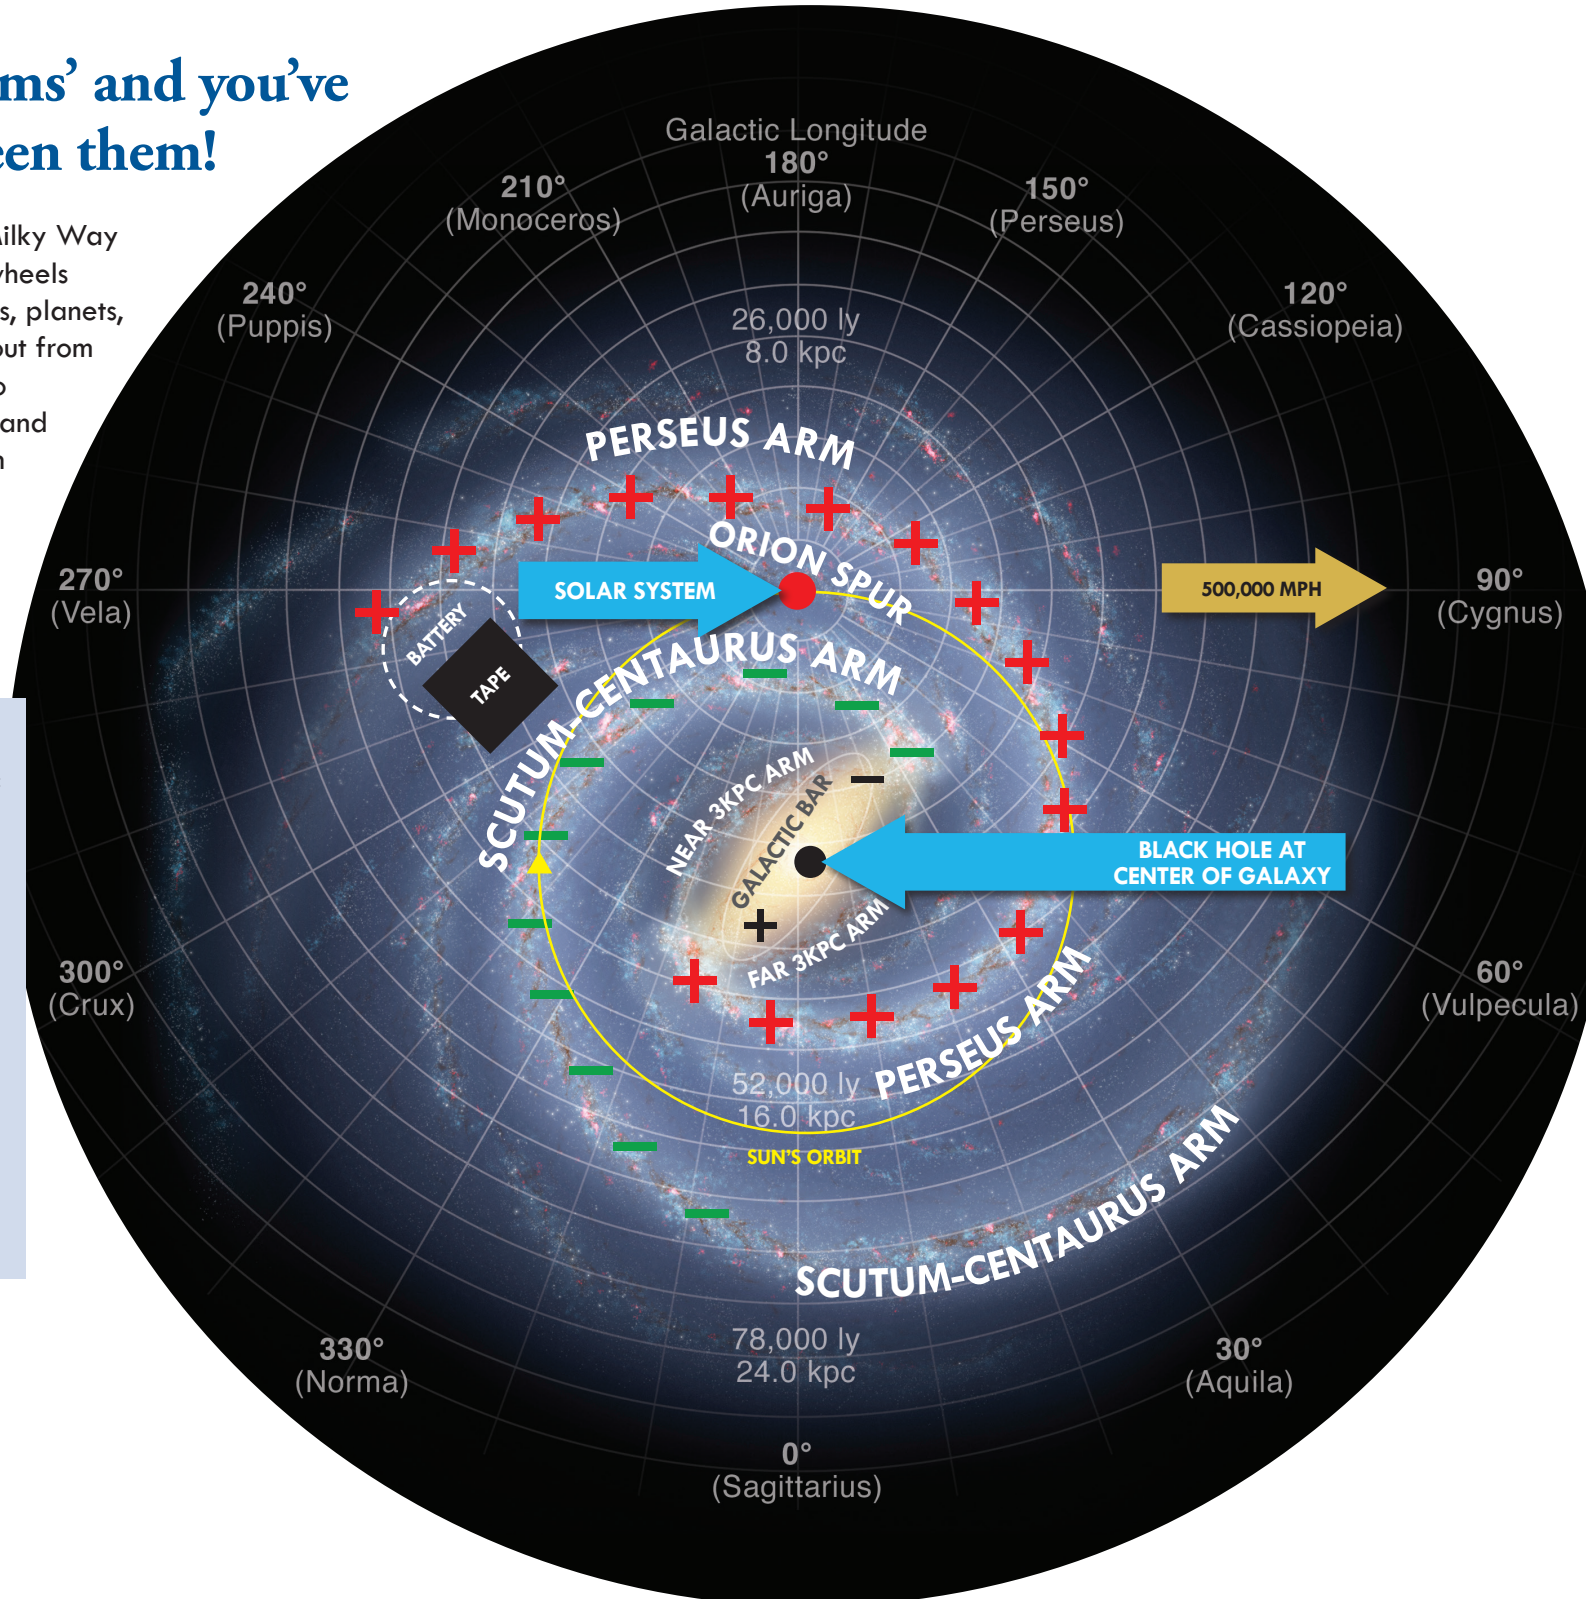 ms’ and you’ve
een them!
Milky Way
wheels
s, planets,
out from
o
and
n
Galactic Longitude
180°
(Auriga)
210°
(Monoceros)
150°
(Perseus)
240°
(Puppis)
120°
(Cassiopeia)
26,000 ly
8.0 kpc
PERSEUS ARM
ORION SPUR
SOLAR SYSTEM
500,000 MPH
270°
(Vela)
90°
(Cygnus)
BATTERY
TAPE
SCUTUM-CENTAURUS ARM
NEAR 3KPC ARM
GALACTIC BAR
BLACK HOLE AT
CENTER OF GALAXY
FAR 3KPC ARM
300°
(Crux)
60°
(Vulpecula)
PERSEUS ARM
52,000 ly
16.0 kpc
SUN’S ORBIT
SCUTUM-CENTAURUS ARM
78,000 ly
24.0 kpc
330°
(Norma)
30°
(Aquila)
0°
(Sagittarius)